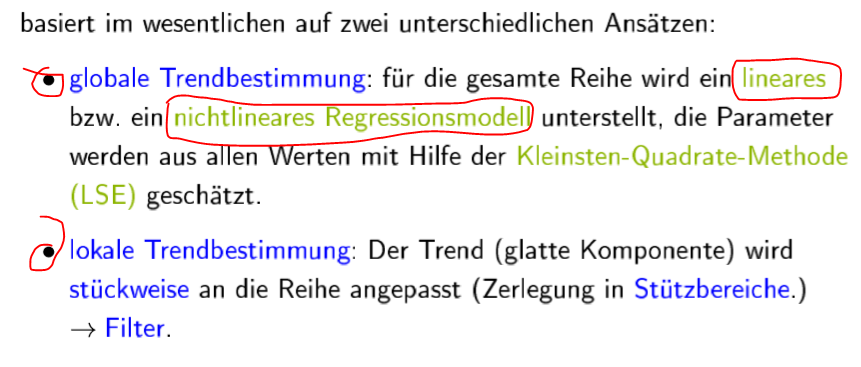 basiert im wesentlichen auf zwei unterschiedlichen Ansätzen:
• globale Trendbestimmung: für die gesamte Reihe wird ein lineares
bzw. ein nichtlineares Regressionsmodell unterstellt, die Parameter
werden aus allen Werten mit Hilfe der Kleinsten-Quadrate-Methode
(LSE) geschätzt.
• lokale Trendbestimmung: Der Trend (glatte Komponente) wird
stückweise an die Reihe angepasst (Zerlegung in Stützbereiche.)
→ Filter.